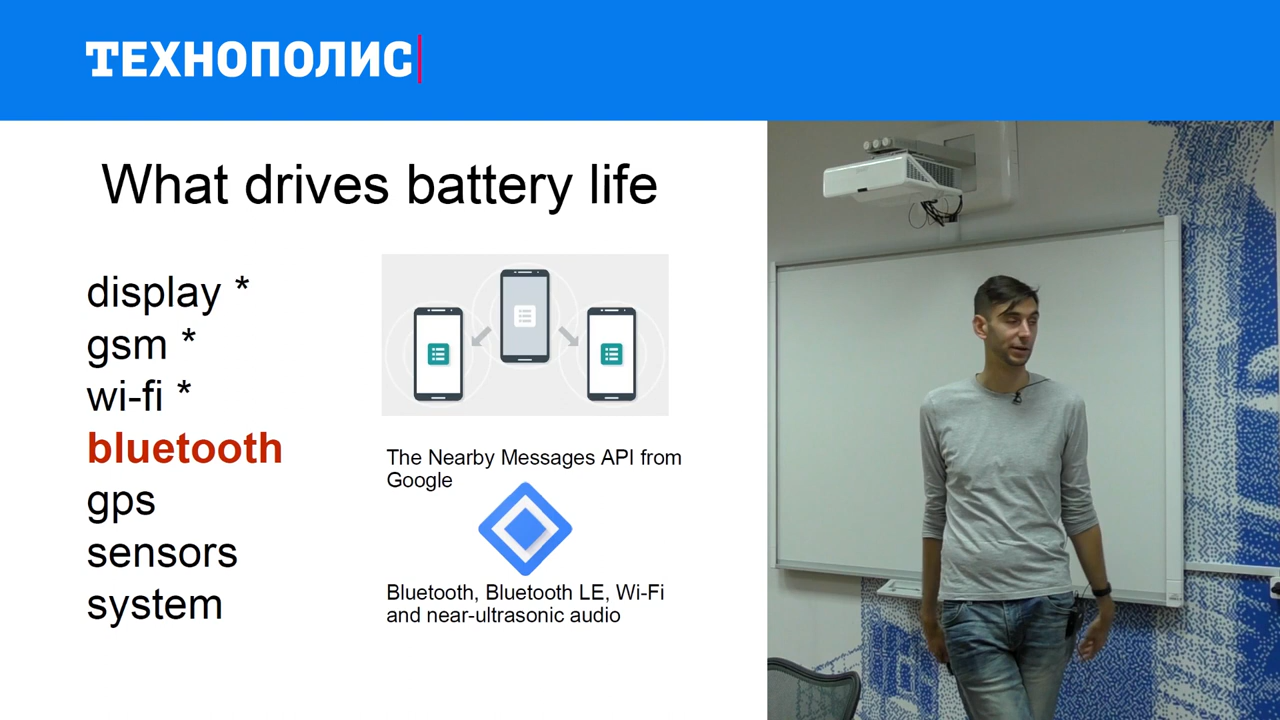 ТЕХНОПОЛИС
What drives battery life
display *
gsm *
wi-fi *
bluetooth
gps
sensors
system
The Nearby Messages API from
Google
Bluetooth, Bluetooth LE, Wi-Fi
and near-ultrasonic audio